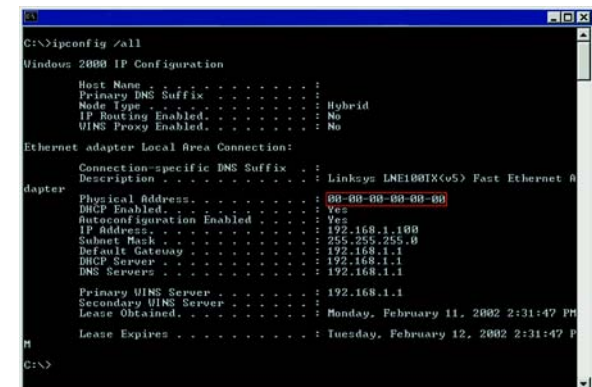 C:\>ipconfig /all
Windows 2000 IP Configuration
Host Name . . . . . . . . . . . . :
Primary DNS Suffix . . . . . . . :
Node Type . . . . . . . . . . . . : Hybrid
IP Routing Enabled. . . . . . . . : No
WINS Proxy Enabled. . . . . . . . : No
Ethernet adapter Local Area Connection:
Connection-specific DNS Suffix . :
Description . . . . . . . . . . . : Linksys LNE100TX(v5) Fast Ethernet A
dapter
Physical Address. . . . . . . . . : 00-00-00-00-00-00
DHCP Enabled. . . . . . . . . . . : Yes
Autoconfiguration Enabled . . . . : Yes
IP Address. . . . . . . . . . . . : 192.168.1.100
Subnet Mask . . . . . . . . . . . : 255.255.255.0
Default Gateway . . . . . . . . . : 192.168.1.1
DHCP Server . . . . . . . . . . . : 192.168.1.1
DNS Servers . . . . . . . . . . . : 192.168.1.1
Primary WINS Server . . . . . . . : 192.168.1.1
Secondary WINS Server . . . . . . :
Lease Obtained. . . . . . . . . . : Monday, February 11, 2002 2:31:47 PM
Lease Expires . . . . . . . . . . : Tuesday, February 12, 2002 2:31:47 P
M
C:\>